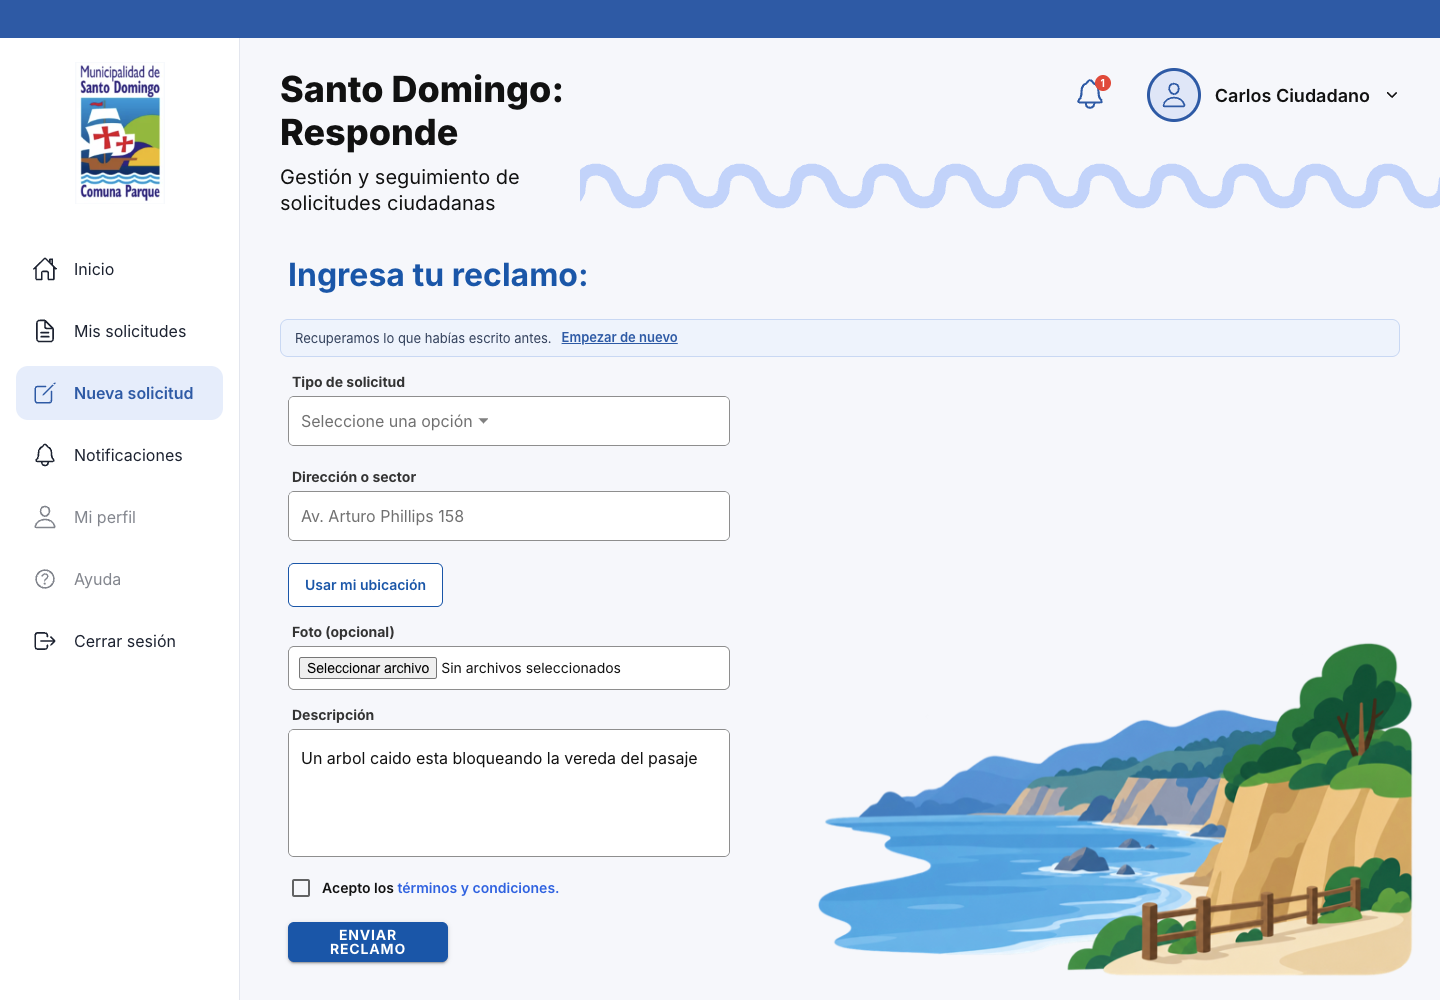 Municipalidad de
Santo Domingo
Comuna Parque
Inicio
Mis solicitudes
Nueva solicitud
Notificaciones
Mi perfil
Ayuda
Cerrar sesión
Santo Domingo:
Responde
Gestión y seguimiento de
solicitudes ciudadanas
1
Carlos Ciudadano
Ingresa tu reclamo:
Recuperamos lo que habías escrito antes. Empezar de nuevo
Tipo de solicitud
Seleccione una opción
Dirección o sector
Av. Arturo Phillips 158
Usar mi ubicación
Foto (opcional)
Seleccionar archivo Sin archivos seleccionados
Descripción
Un arbol caido esta bloqueando la vereda del pasaje
Acepto los términos y condiciones.
ENVIAR
RECLAMO